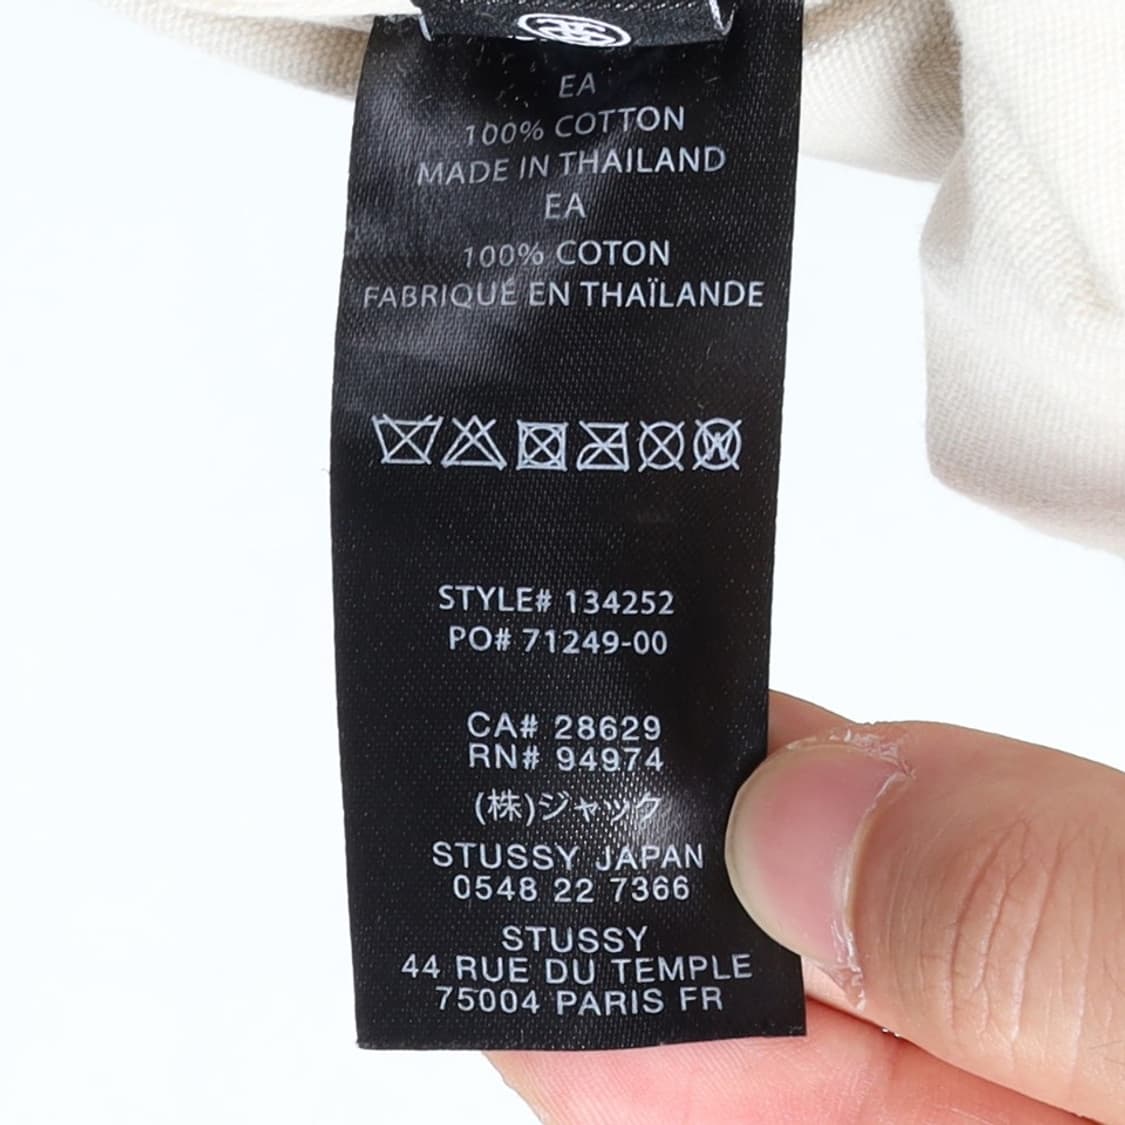 EA
100% COTTON
MADE IN THAILAND
EA
100% COTON
FABRIQUÉ EN THAÏLANDE
W
STYLE# 134252
PO# 71249-00
CA# 28629
RN# 94974
(株)ジャック
STUSSY JAPAN
0548 22 7366
STUSSY
44 RUE DU TEMPLE
75004 PARIS FR